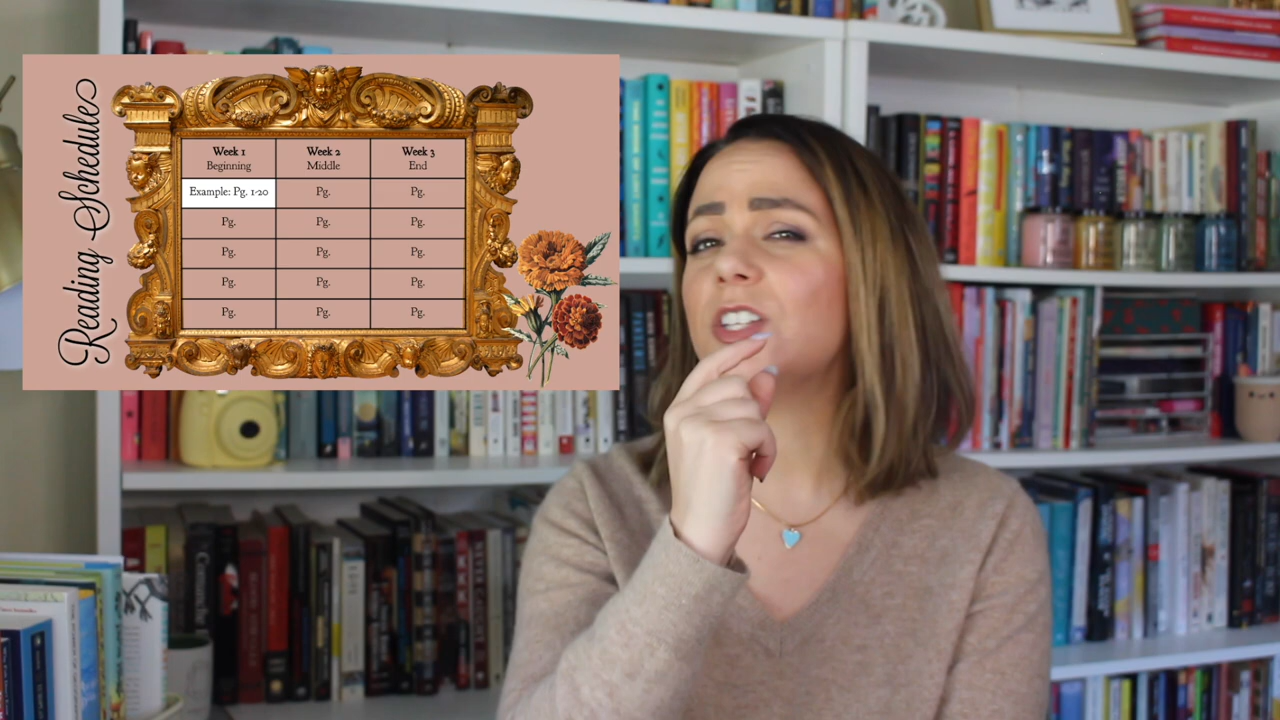 Reading Schedule
Week 1 Week 2 Week 3
Beginning Middle End
Example: Pg. 1-20 Pg. Pg.
Pg. Pg. Pg.
Pg. Pg. Pg.
Pg. Pg. Pg.
Pg. Pg. Pg.